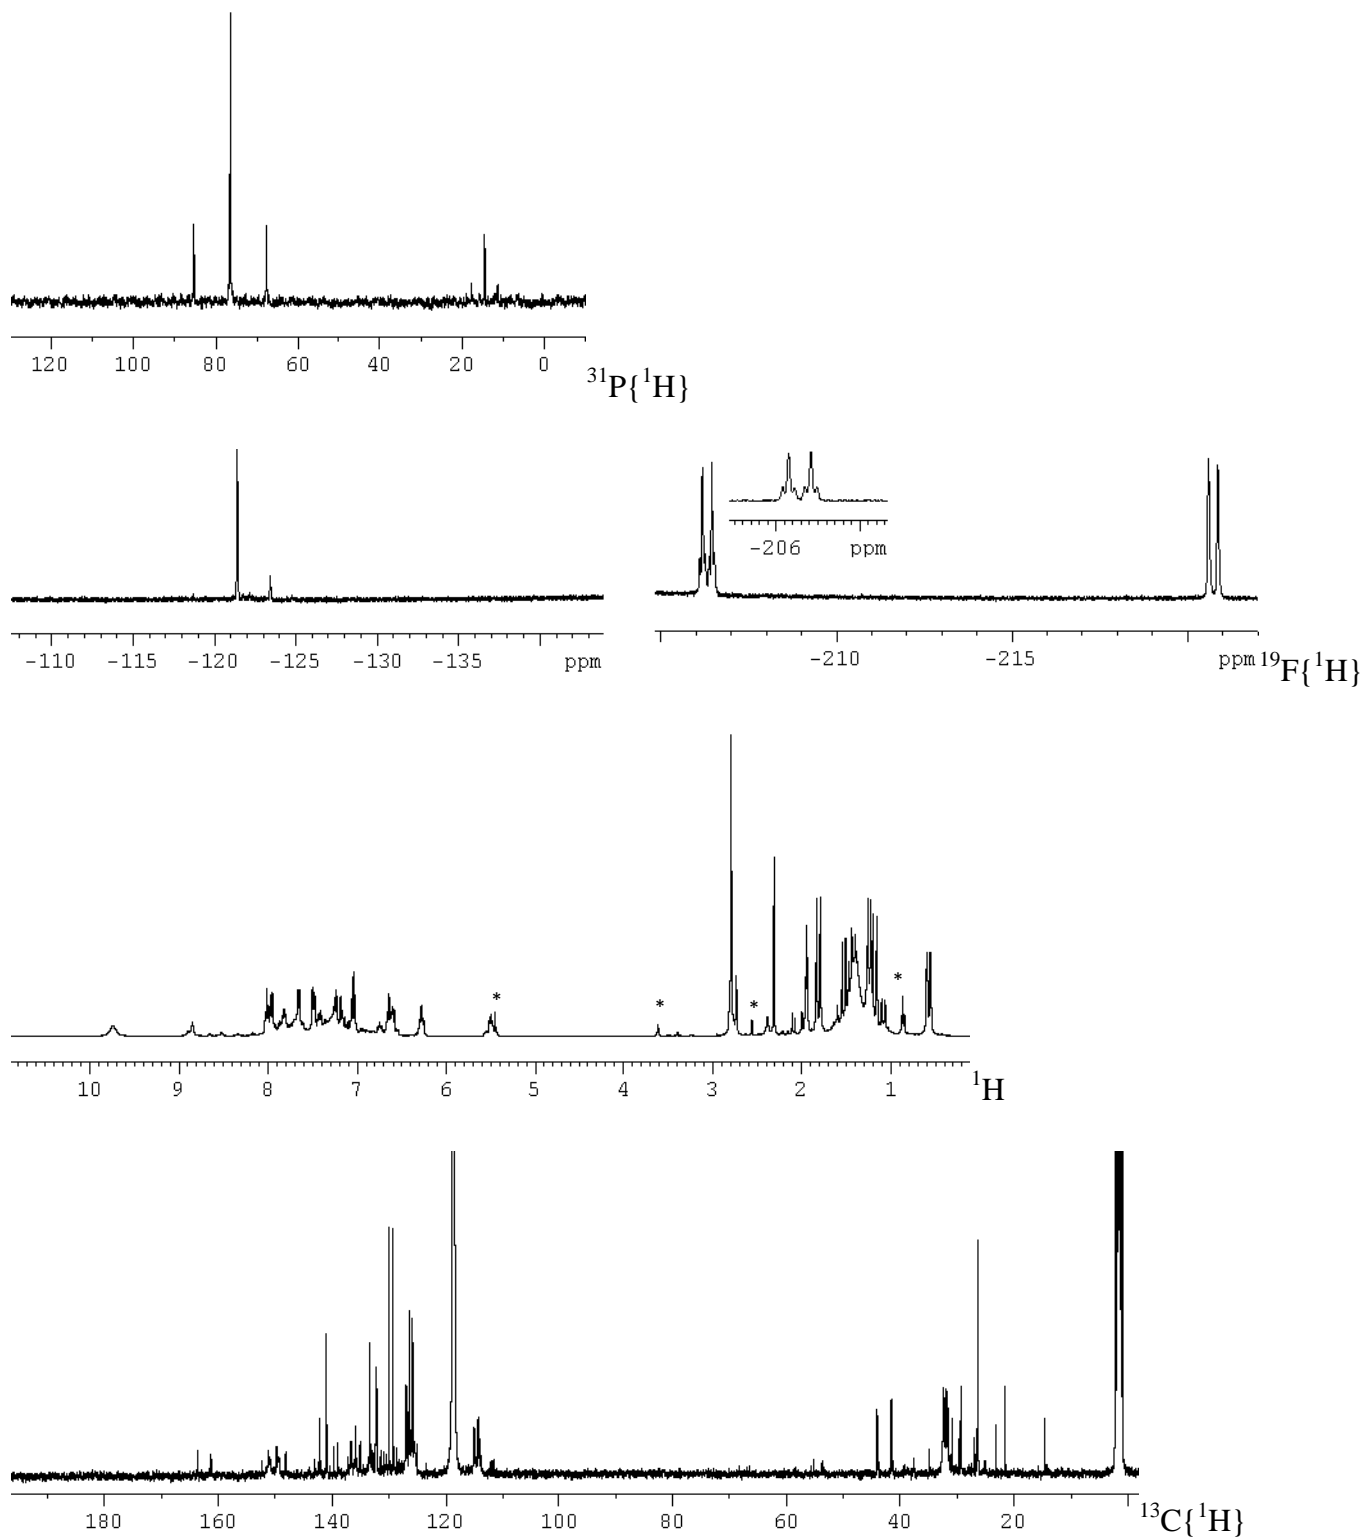 120 100 80 60 40 20 0
³¹P{¹H}
-206 ppm
-110 -115 -120 -125 -130 -135 ppm
-210 -215 ppm ¹⁹F{¹H}
* * * *
10 9 8 7 6 5 4 3 2 1
¹H
180 160 140 120 100 80 60 40 20
¹³C{¹H}